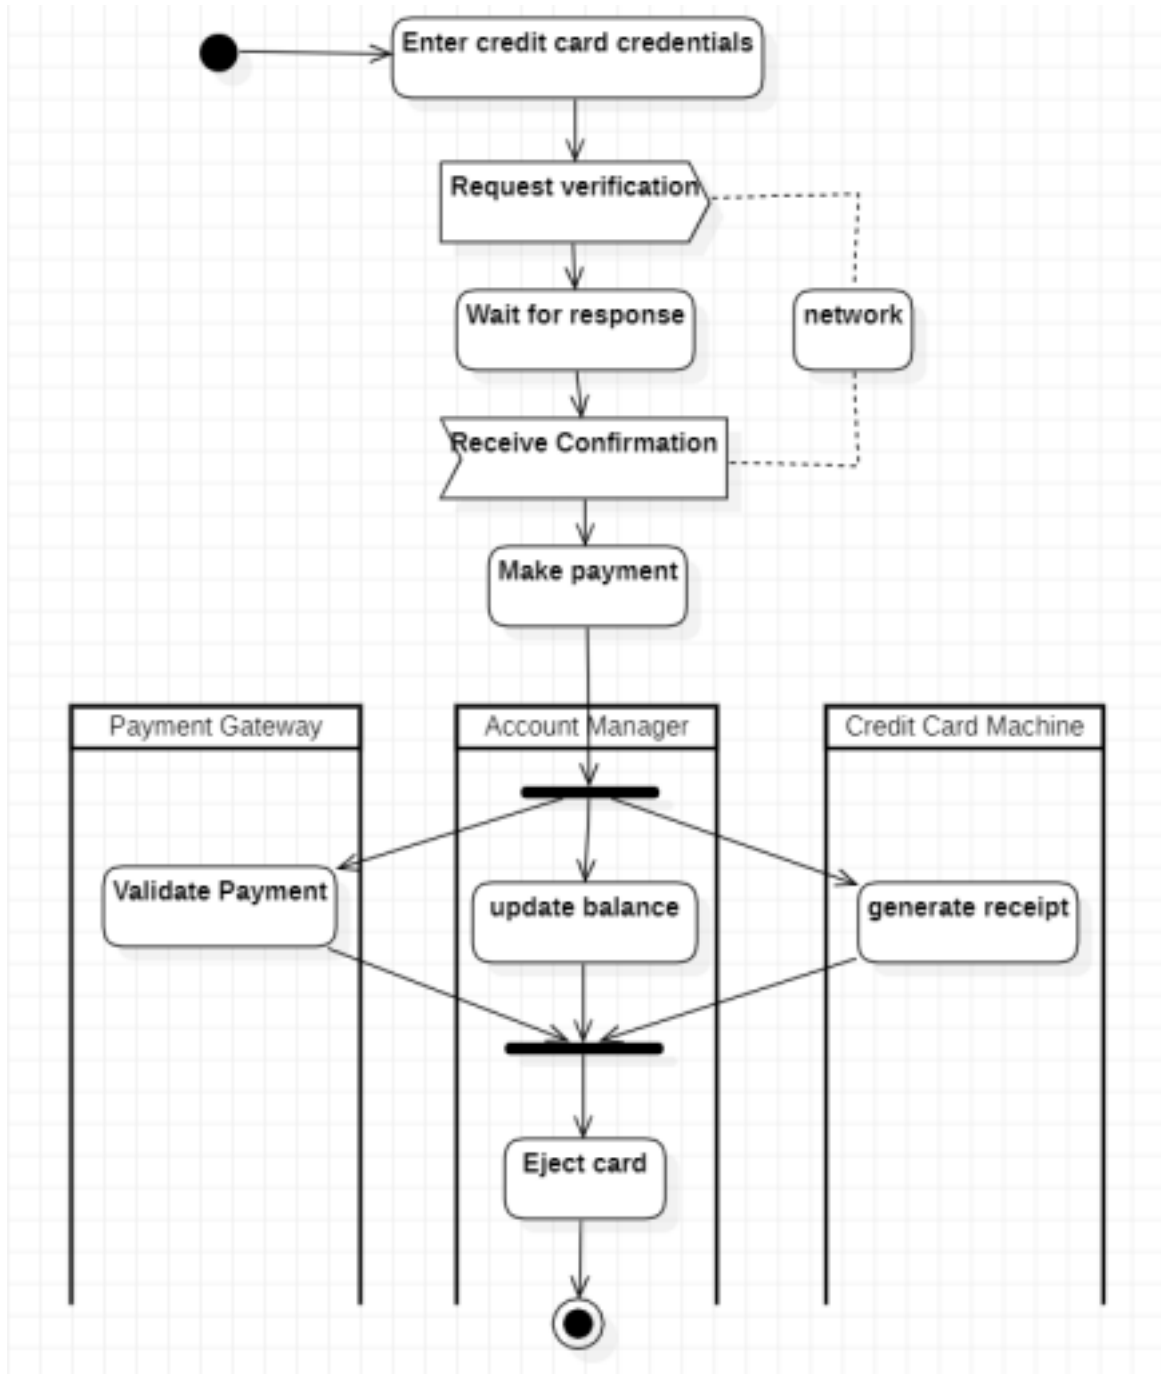 Enter credit card credentials
Request verification
Wait for response
network
Receive Confirmation
Make payment
Payment Gateway
Account Manager
Credit Card Machine
Validate Payment
update balance
generate receipt
Eject card